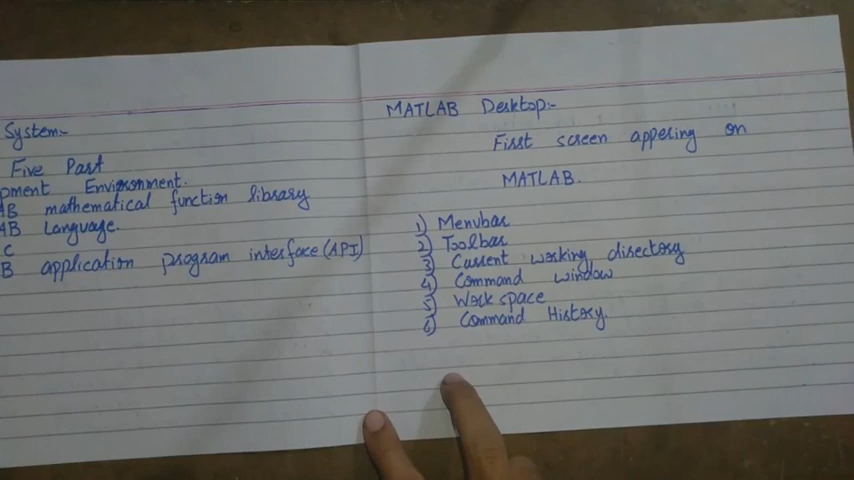 System:-
Five Part
pment Environment.
AB mathematical function library
AB Language.
C
B application program interface (API)
MATLAB Desktop:-
First screen appering on
MATLAB.
1) Menubar
2) Toolbar
3) Current working directory
4) Command window
5) Work space
6) Command History.